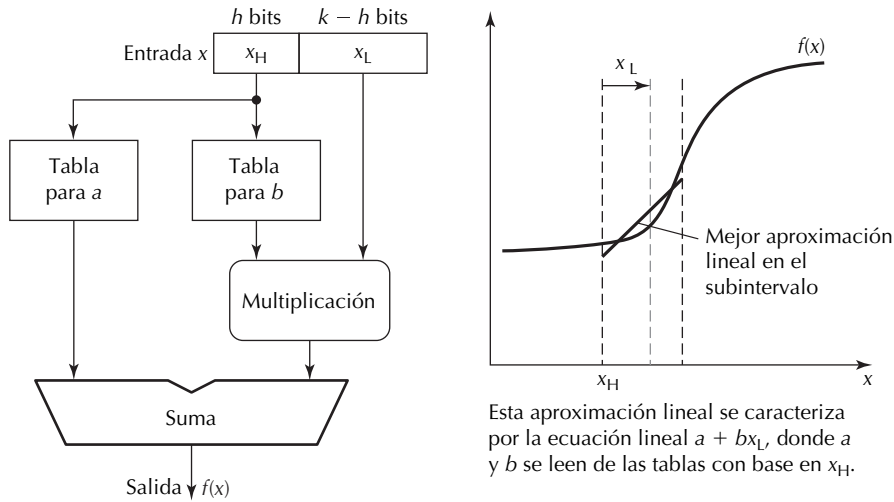 h bits
k – h bits
Entrada x
x_H
x_L
Tabla
para a
Tabla
para b
Multiplicación
Suma
Salida
f(x)
f(x)
x_L
Mejor aproximación
lineal en el
subintervalo
x_H
x
Esta aproximación lineal se caracteriza
por la ecuación lineal a + bx_L, donde a
y b se leen de las tablas con base en x_H.